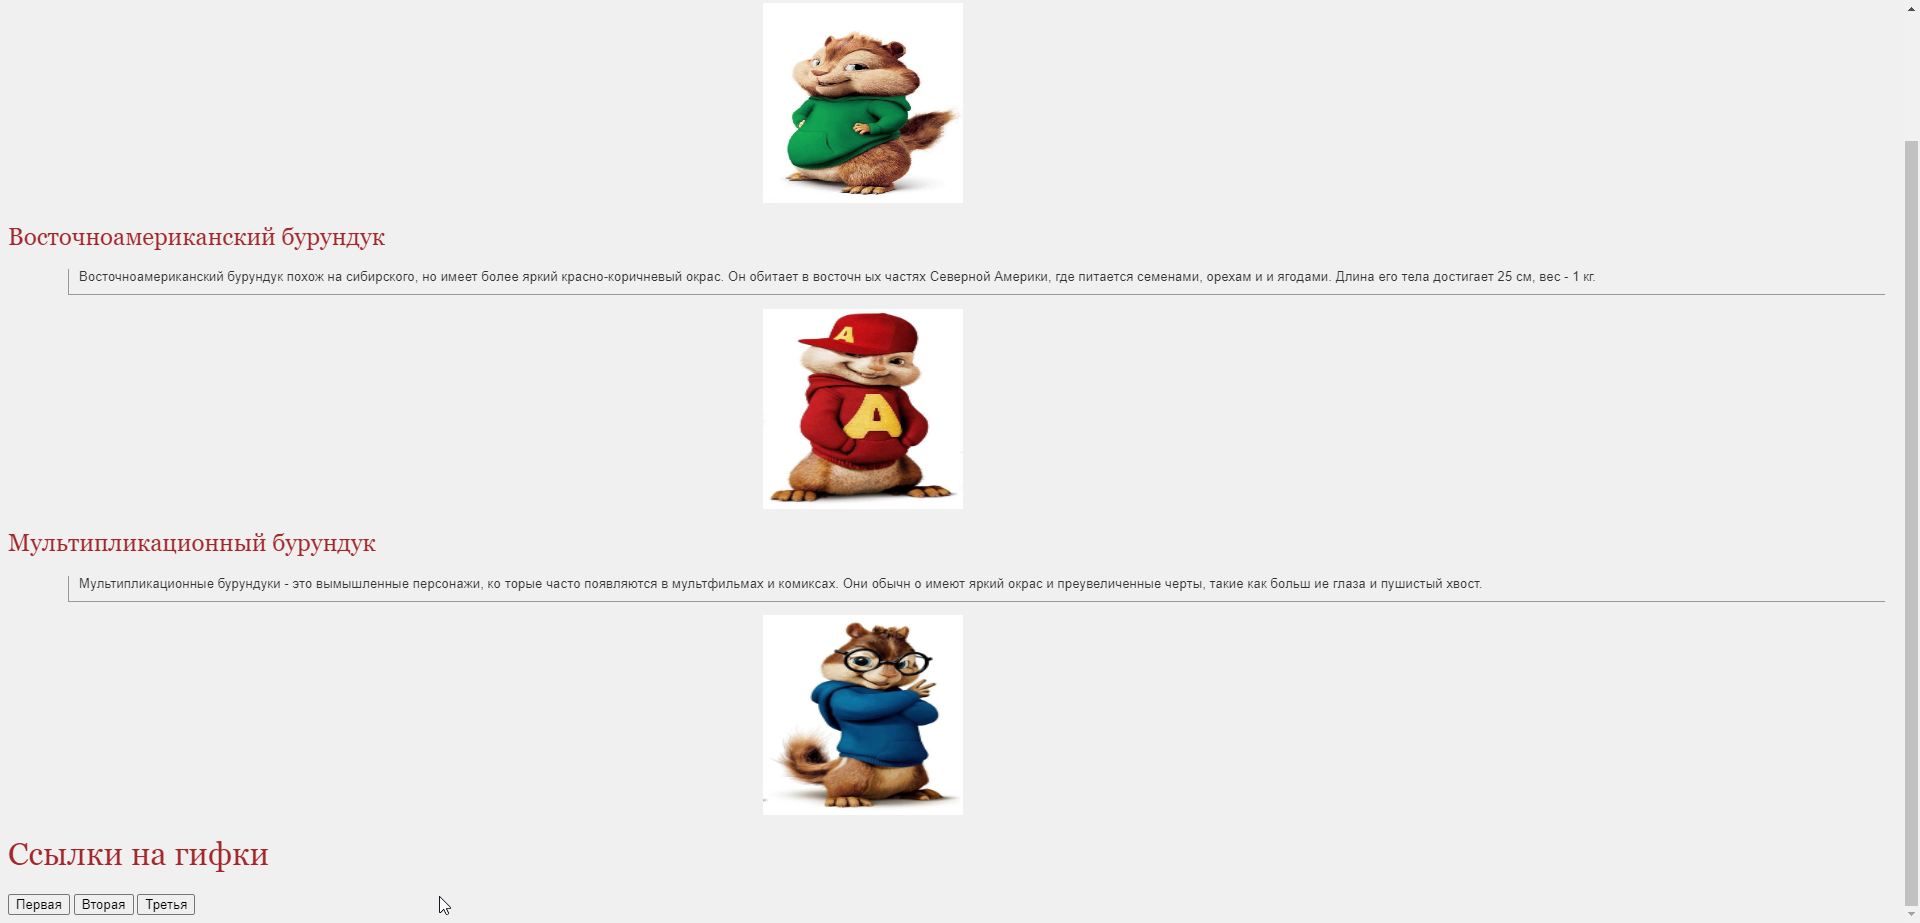 Восточноамериканский бурундук
Восточноамериканский бурундук похож на сибирского, но имеет более яркий красно-коричневый окрас. Он обитает в восточн ых частях Северной Америки, где питается семенами, орехам и и ягодами. Длина его тела достигает 25 см, вес - 1 кг.
A
A
Мультипликационный бурундук
Мультипликационные бурундуки - это вымышленные персонажи, ко торые часто появляются в мультфильмах и комиксах. Они обычн о имеют яркий окрас и преувеличенные черты, такие как больш ие глаза и пушистый хвост.
Ссылки на гифки
Первая Вторая Третья